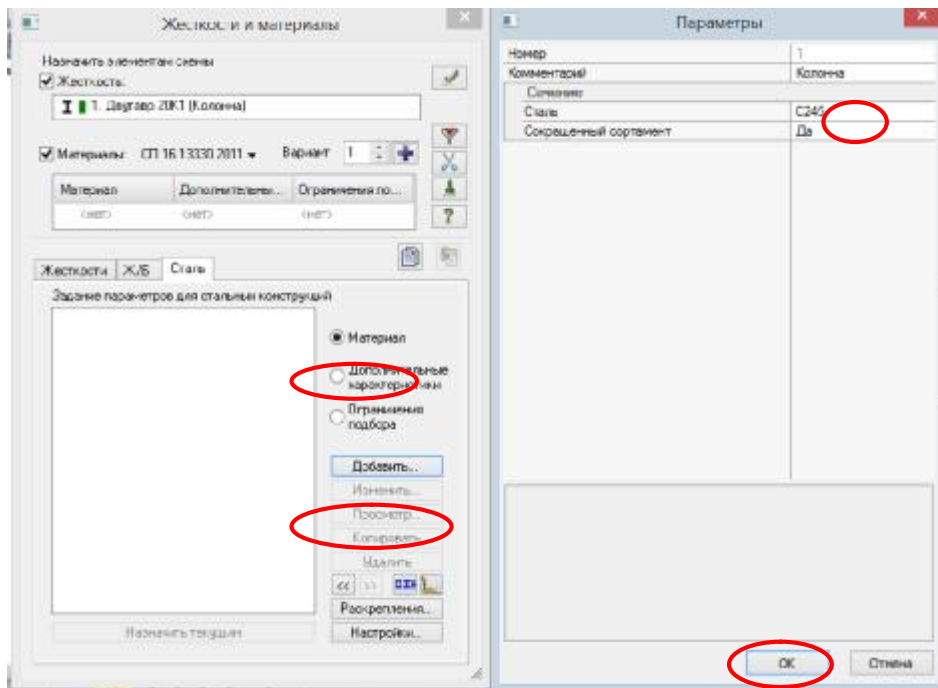 Жесткости и материалы
Назначить элементам схемы
Жесткость:
1. Двутавр 20К1 (Колонна)
Материалы: СП 16.13330.2011 Вариант 1
Материал Дополнительны... Ограничения по...
(нет) (нет) (нет)
Жесткости Ж/Б Сталь
Задание параметров для стальных конструкций
Материал
Дополнительные
характеристики
Ограничения
подбора
Добавить...
Изменить...
Просмотр...
Копировать
Удалить
<< >>
Раскрепления...
Назначить текущим Настройки...
Параметры
Номер 1
Комментарий Колонна
Сечение
Сталь С245
Сокращенный сортамент Да
OK Отмена